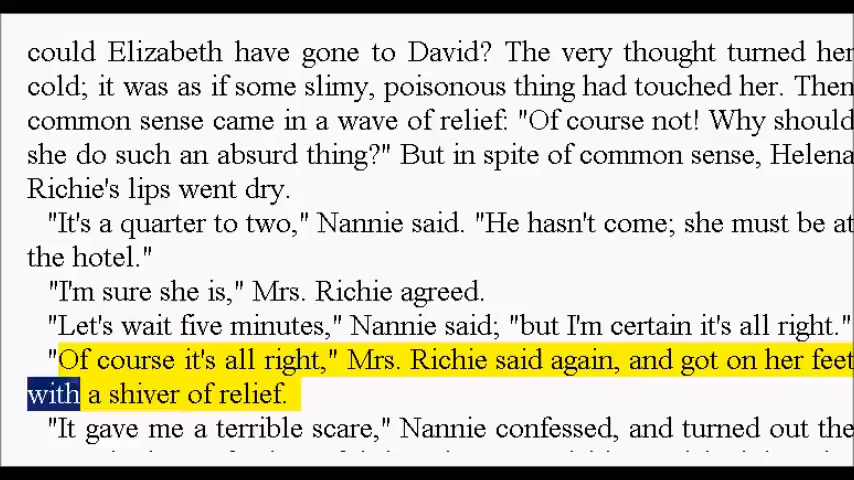 could Elizabeth have gone to David? The very thought turned her
cold; it was as if some slimy, poisonous thing had touched her. Then
common sense came in a wave of relief: "Of course not! Why should
she do such an absurd thing?" But in spite of common sense, Helena
Richie's lips went dry.
"It's a quarter to two," Nannie said. "He hasn't come; she must be at
the hotel."
"I'm sure she is," Mrs. Richie agreed.
"Let's wait five minutes," Nannie said; "but I'm certain it's all right."
"Of course it's all right," Mrs. Richie said again, and got on her feet
with a shiver of relief.
"It gave me a terrible scare," Nannie confessed, and turned out the